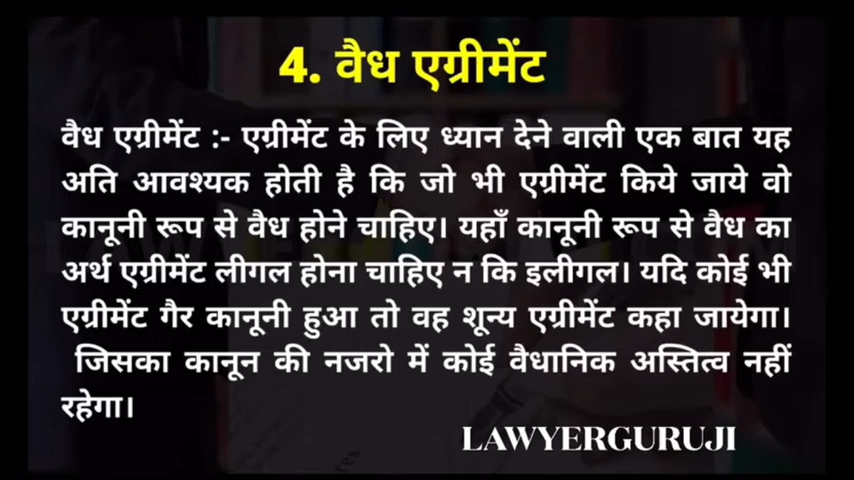 4. वैध एग्रीमेंट
वैध एग्रीमेंट :- एग्रीमेंट के लिए ध्यान देने वाली एक बात यह
अति आवश्यक होती है कि जो भी एग्रीमेंट किये जाये वो
कानूनी रूप से वैध होने चाहिए। यहाँ कानूनी रूप से वैध का
अर्थ एग्रीमेंट लीगल होना चाहिए न कि इलीगल। यदि कोई भी
एग्रीमेंट गैर कानूनी हुआ तो वह शून्य एग्रीमेंट कहा जायेगा।
जिसका कानून की नजरो में कोई वैधानिक अस्तित्व नहीं
रहेगा।
LAWYERGURUJI